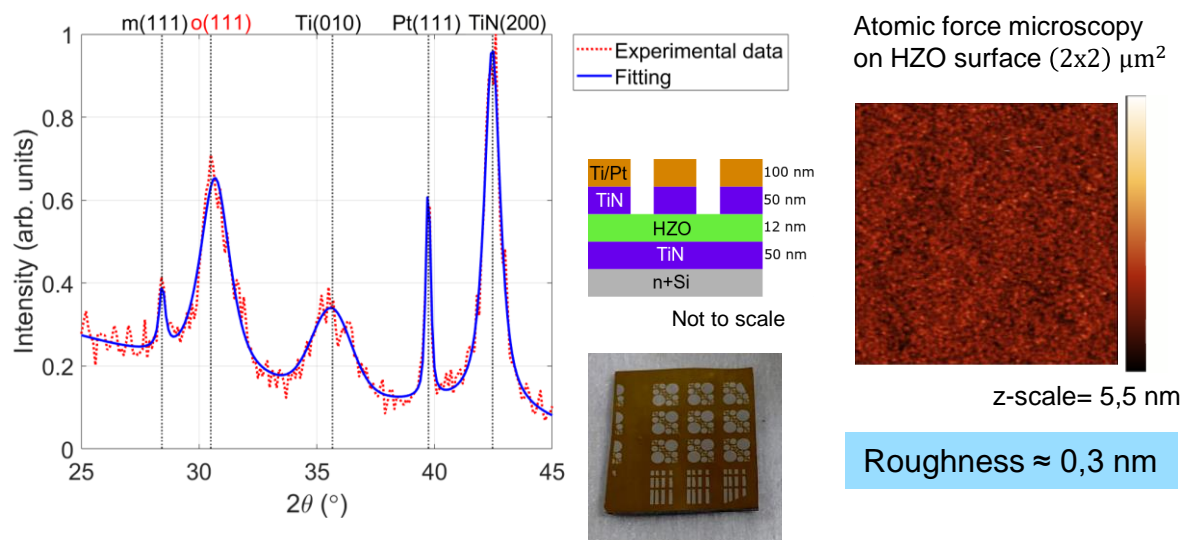 m(111) o(111) Ti(010) Pt(111) TiN(200)
1
0.8
0.6
0.4
0.2
0
Intensity (arb. units)
25 30 35 40 45
2θ (°)
Experimental data
Fitting
Ti/Pt 100 nm
TiN 50 nm
HZO 12 nm
TiN 50 nm
n+Si
Not to scale
Atomic force microscopy
on HZO surface (2x2) μm²
z-scale= 5,5 nm
Roughness ≈ 0,3 nm